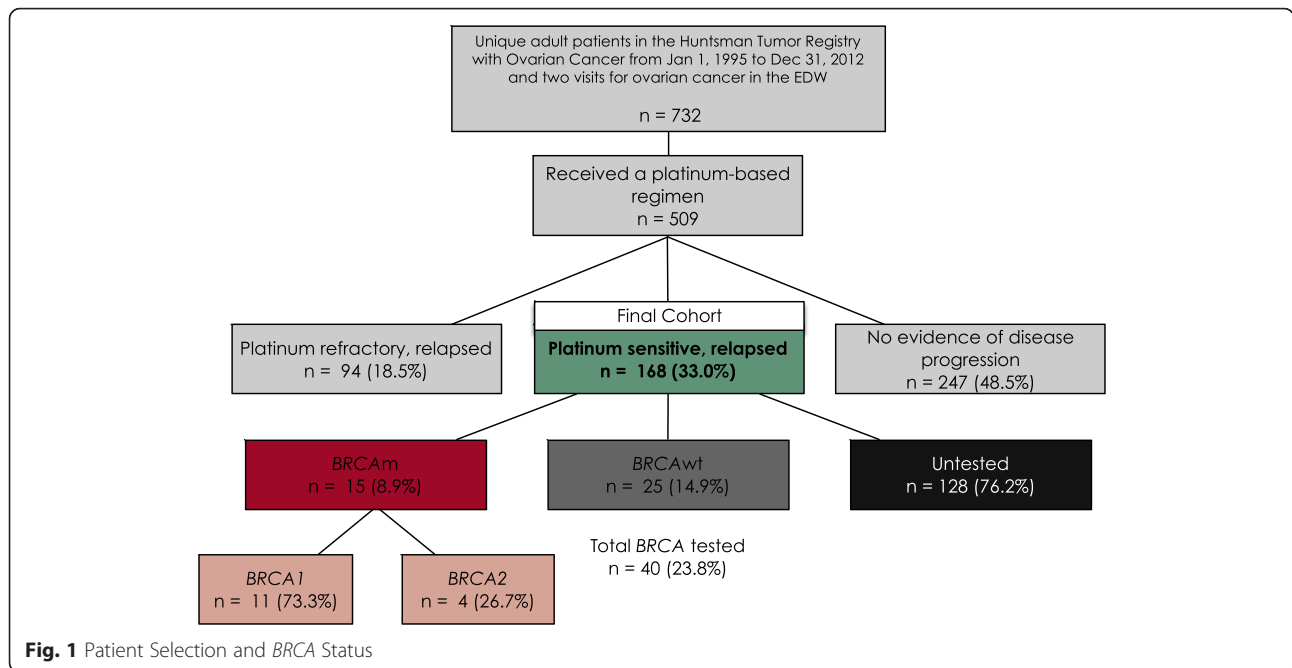 Unique adult patients in the Huntsman Tumor Registry
with Ovarian Cancer from Jan 1, 1995 to Dec 31, 2012
and two visits for ovarian cancer in the EDW
n = 732
Received a platinum-based
regimen
n = 509
Final Cohort
Platinum refractory, relapsed
n = 94 (18.5%)
Platinum sensitive, relapsed
n = 168 (33.0%)
No evidence of disease
progression
n = 247 (48.5%)
BRCAm
n = 15 (8.9%)
BRCAwt
n = 25 (14.9%)
Untested
n = 128 (76.2%)
Total BRCA tested
n = 40 (23.8%)
BRCA1
n = 11 (73.3%)
BRCA2
n = 4 (26.7%)
Fig. 1 Patient Selection and BRCA Status